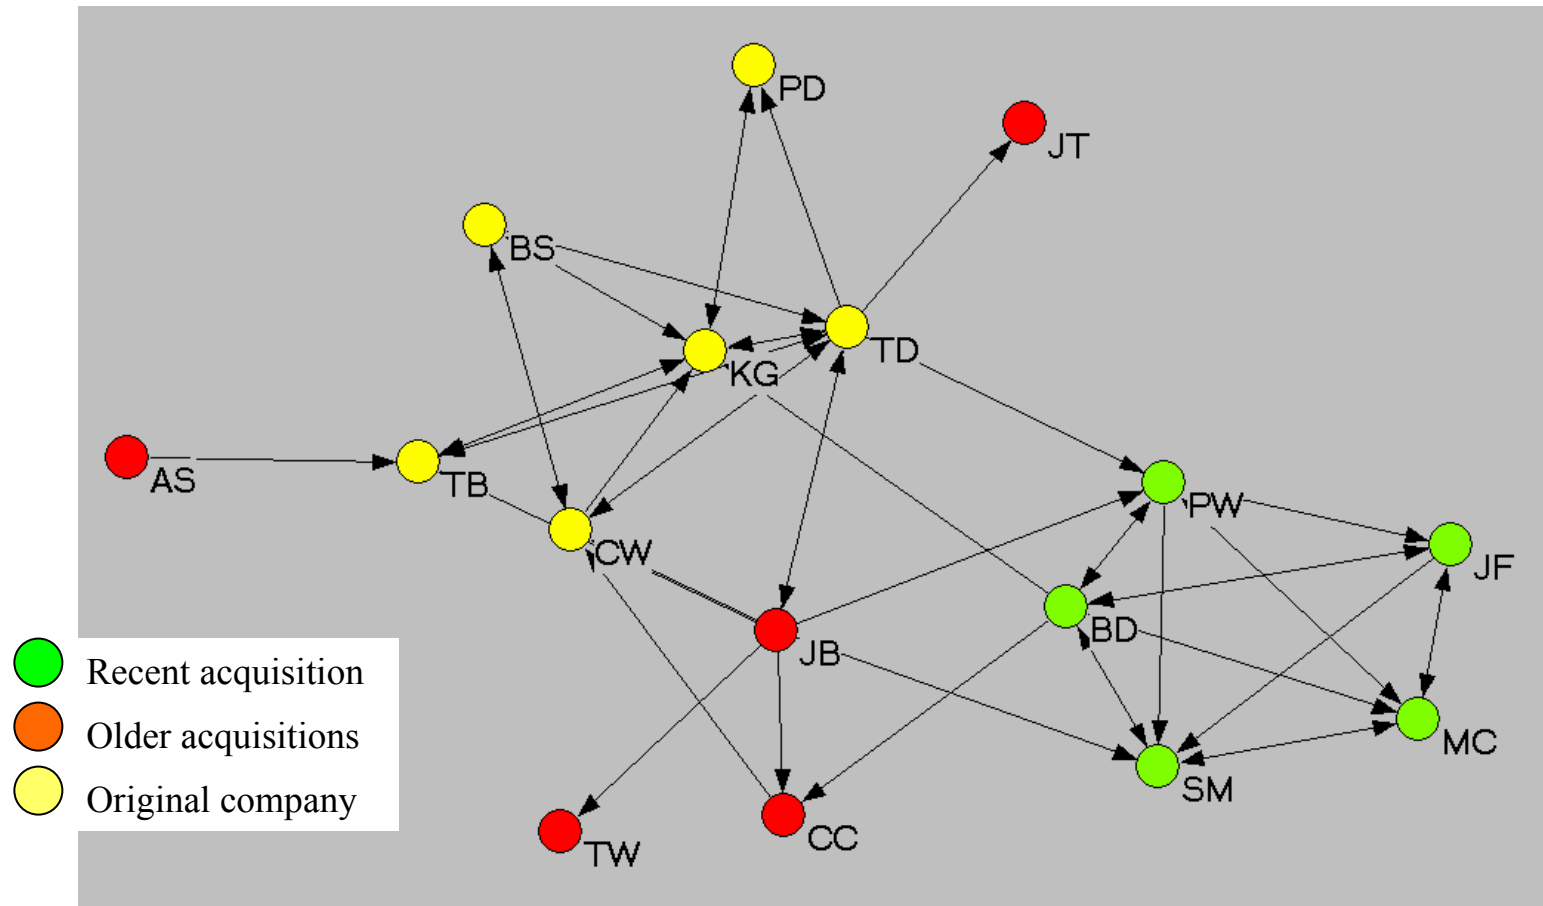 PD
JT
BS
TD
KG
AS
TB
PW
CW
JF
BD
JB
MC
SM
CC
TW
Recent acquisition
Older acquisitions
Original company